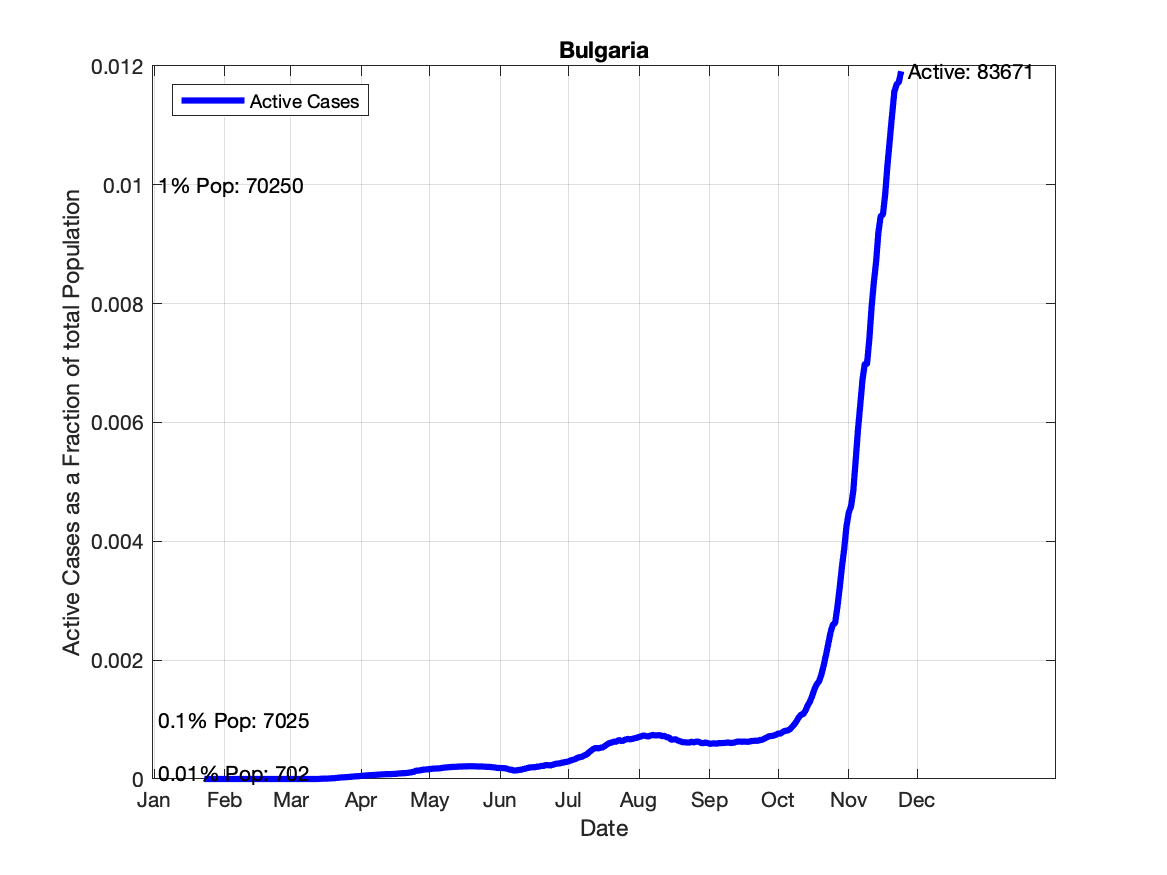 Bulgaria
Active: 83671
Active Cases
0.012
0.01
0.008
0.006
0.004
0.002
0
1% Pop: 70250
0.1% Pop: 7025
0.01% Pop: 702
Active Cases as a Fraction of total Population
Jan Feb Mar Apr May Jun Jul Aug Sep Oct Nov Dec
Date